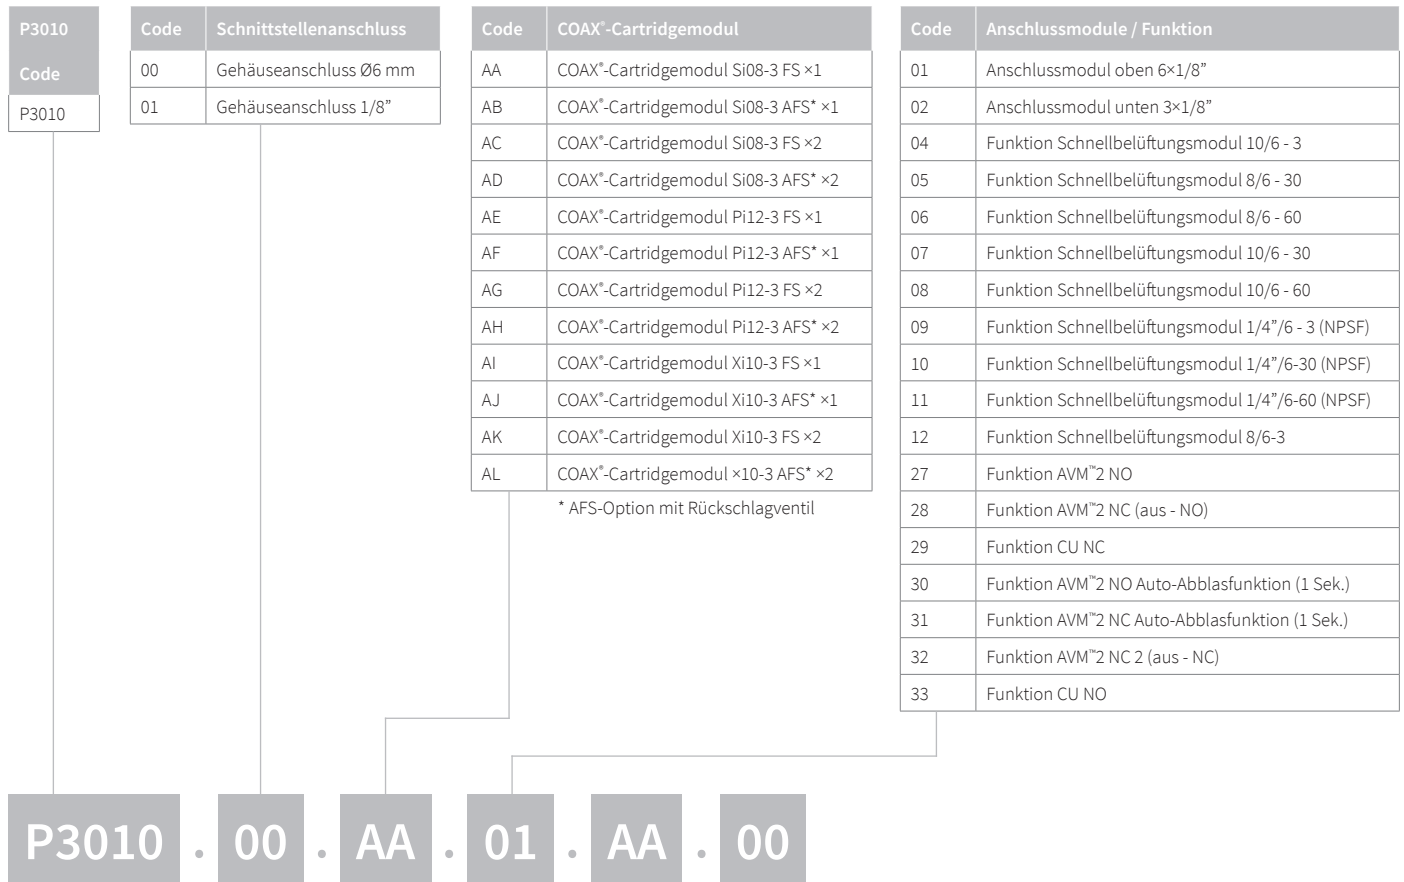 P3010
Code
P3010
Code Schnittstellenanschluss
00 Gehäuseanschluss Ø6 mm
01 Gehäuseanschluss 1/8”
Code COAX®-Cartridgemodul
AA COAX®-Cartridgemodul Si08-3 FS ×1
AB COAX®-Cartridgemodul Si08-3 AFS* ×1
AC COAX®-Cartridgemodul Si08-3 FS ×2
AD COAX®-Cartridgemodul Si08-3 AFS* ×2
AE COAX®-Cartridgemodul Pi12-3 FS ×1
AF COAX®-Cartridgemodul Pi12-3 AFS* ×1
AG COAX®-Cartridgemodul Pi12-3 FS ×2
AH COAX®-Cartridgemodul Pi12-3 AFS* ×2
AI COAX®-Cartridgemodul Xi10-3 FS ×1
AJ COAX®-Cartridgemodul Xi10-3 AFS* ×1
AK COAX®-Cartridgemodul Xi10-3 FS ×2
AL COAX®-Cartridgemodul ×10-3 AFS* ×2
* AFS-Option mit Rückschlagventil
Code Anschlussmodule / Funktion
01 Anschlussmodul oben 6×1/8”
02 Anschlussmodul unten 3×1/8”
04 Funktion Schnellbelüftungsmodul 10/6 - 3
05 Funktion Schnellbelüftungsmodul 8/6 - 30
06 Funktion Schnellbelüftungsmodul 8/6 - 60
07 Funktion Schnellbelüftungsmodul 10/6 - 30
08 Funktion Schnellbelüftungsmodul 10/6 - 60
09 Funktion Schnellbelüftungsmodul 1/4”/6 - 3 (NPSF)
10 Funktion Schnellbelüftungsmodul 1/4”/6-30 (NPSF)
11 Funktion Schnellbelüftungsmodul 1/4”/6-60 (NPSF)
12 Funktion Schnellbelüftungsmodul 8/6-3
27 Funktion AVM™2 NO
28 Funktion AVM™2 NC (aus - NO)
29 Funktion CU NC
30 Funktion AVM™2 NO Auto-Abblasfunktion (1 Sek.)
31 Funktion AVM™2 NC Auto-Abblasfunktion (1 Sek.)
32 Funktion AVM™2 NC 2 (aus - NC)
33 Funktion CU NO
P3010 . 00 . AA . 01 . AA . 00